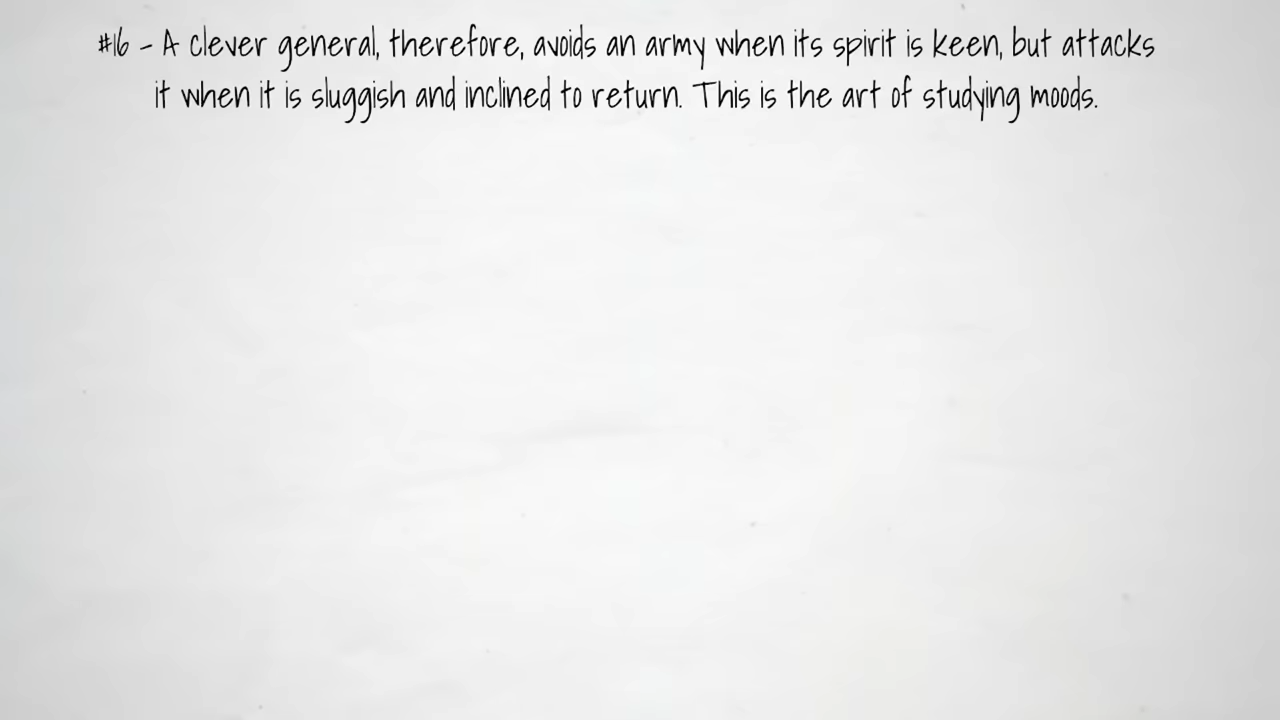 #16 - A clever general, therefore, avoids an army when its spirit is keen, but attacks
it when it is sluggish and inclined to return. This is the art of studying moods.